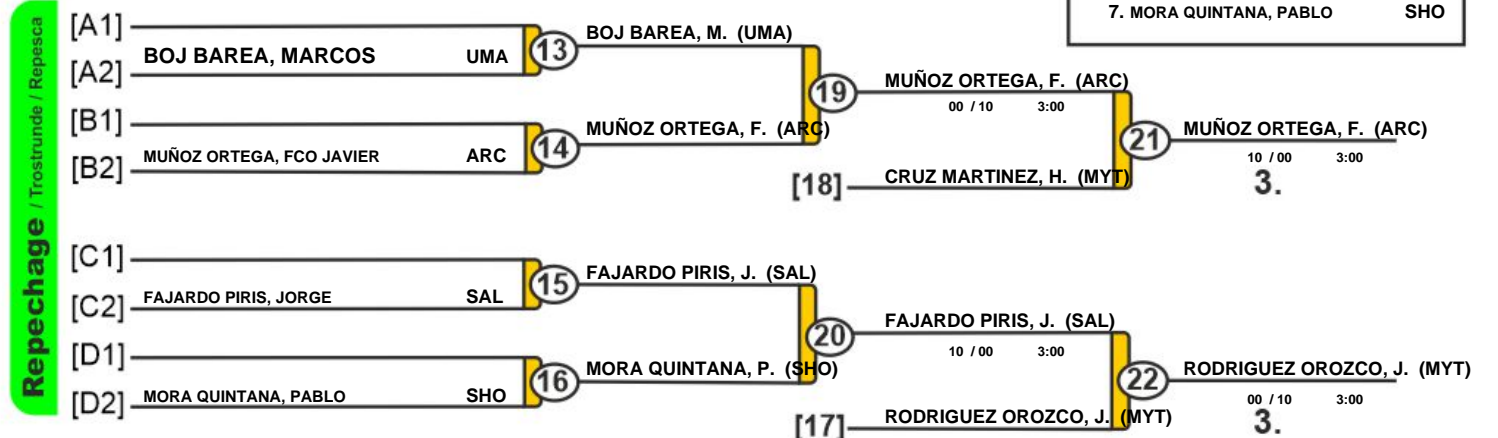 7. MORA QUINTANA, PABLO SHO
Repechage / Trostrunde / Repesca
[A1]
BOJ BAREA, MARCOS UMA
[A2]
13
BOJ BAREA, M. (UMA)
[B1]
MUÑOZ ORTEGA, FCO JAVIER ARC
[B2]
14
MUÑOZ ORTEGA, F. (ARC)
19
MUÑOZ ORTEGA, F. (ARC)
00 / 10 3:00
[18]
CRUZ MARTINEZ, H. (MYT)
21
MUÑOZ ORTEGA, F. (ARC)
10 / 00 3:00
3.
[C1]
FAJARDO PIRIS, JORGE SAL
[C2]
15
FAJARDO PIRIS, J. (SAL)
[D1]
MORA QUINTANA, PABLO SHO
[D2]
16
MORA QUINTANA, P. (SHO)
20
FAJARDO PIRIS, J. (SAL)
10 / 00 3:00
[17]
RODRIGUEZ OROZCO, J. (MYT)
22
RODRIGUEZ OROZCO, J. (MYT)
00 / 10 3:00
3.